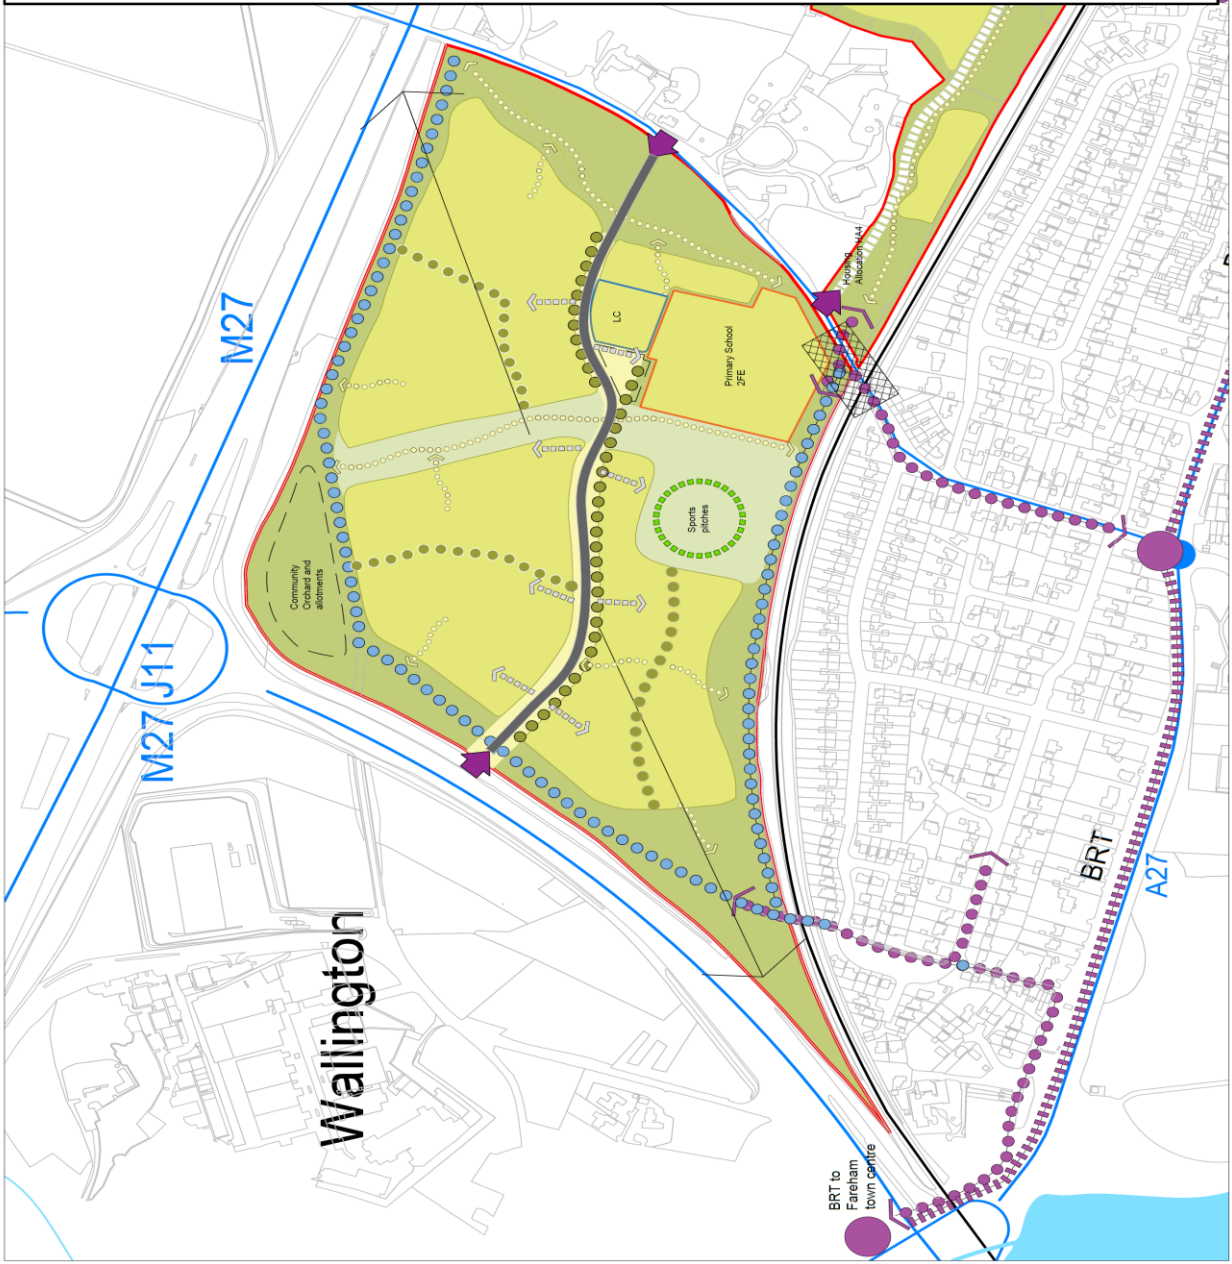 M27
M27 J11
Wallington
Community
Orchard and
allotments
LC
Primary School
2FE
Sports
pitches
Housing
Allocation HA4
BRT
A27
BRT to
Fareham
town centre